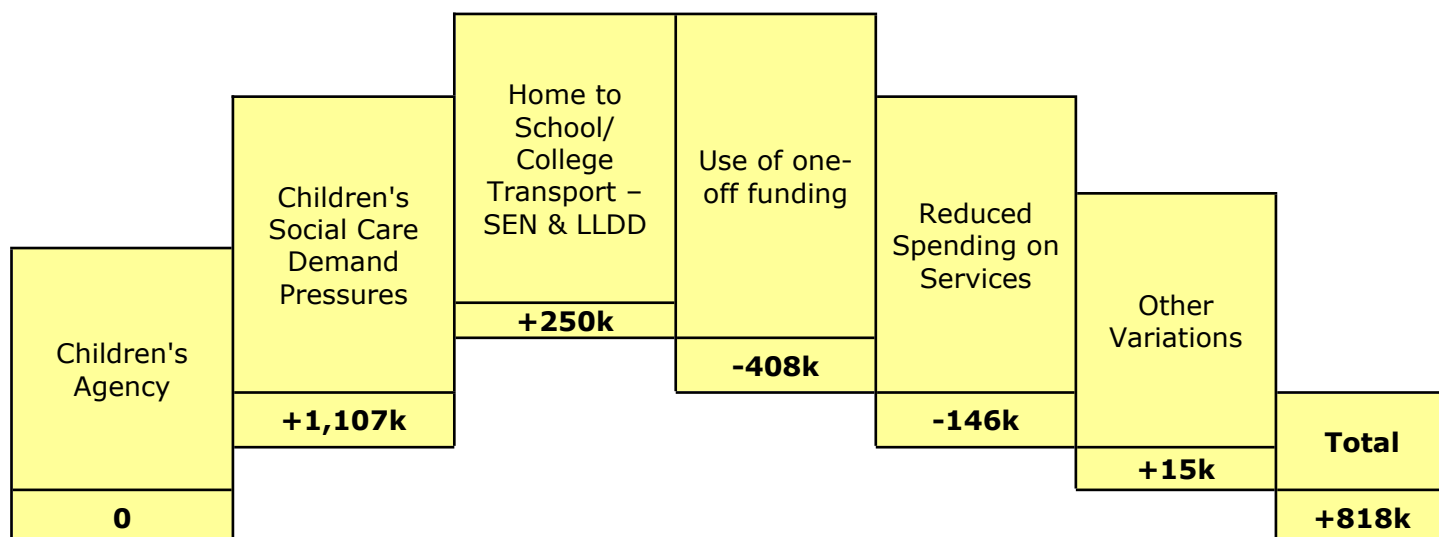 Children's
Agency
0
Children's
Social Care
Demand
Pressures
+1,107k
Home to
School/
College
Transport –
SEN & LLDD
+250k
Use of one-
off funding
-408k
Reduced
Spending on
Services
-146k
Other
Variations
+15k
Total
+818k